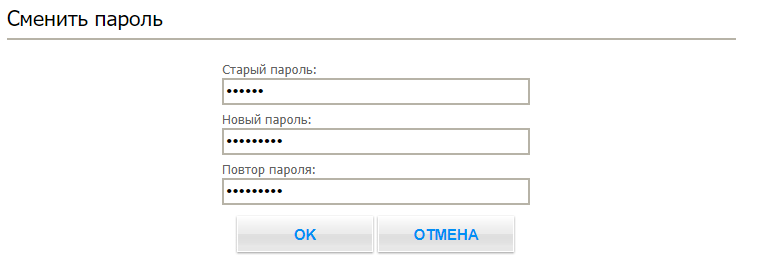 Сменить пароль
Старый пароль:
••••••
Новый пароль:
•••••••••
Повтор пароля:
•••••••••
OK ОТМЕНА